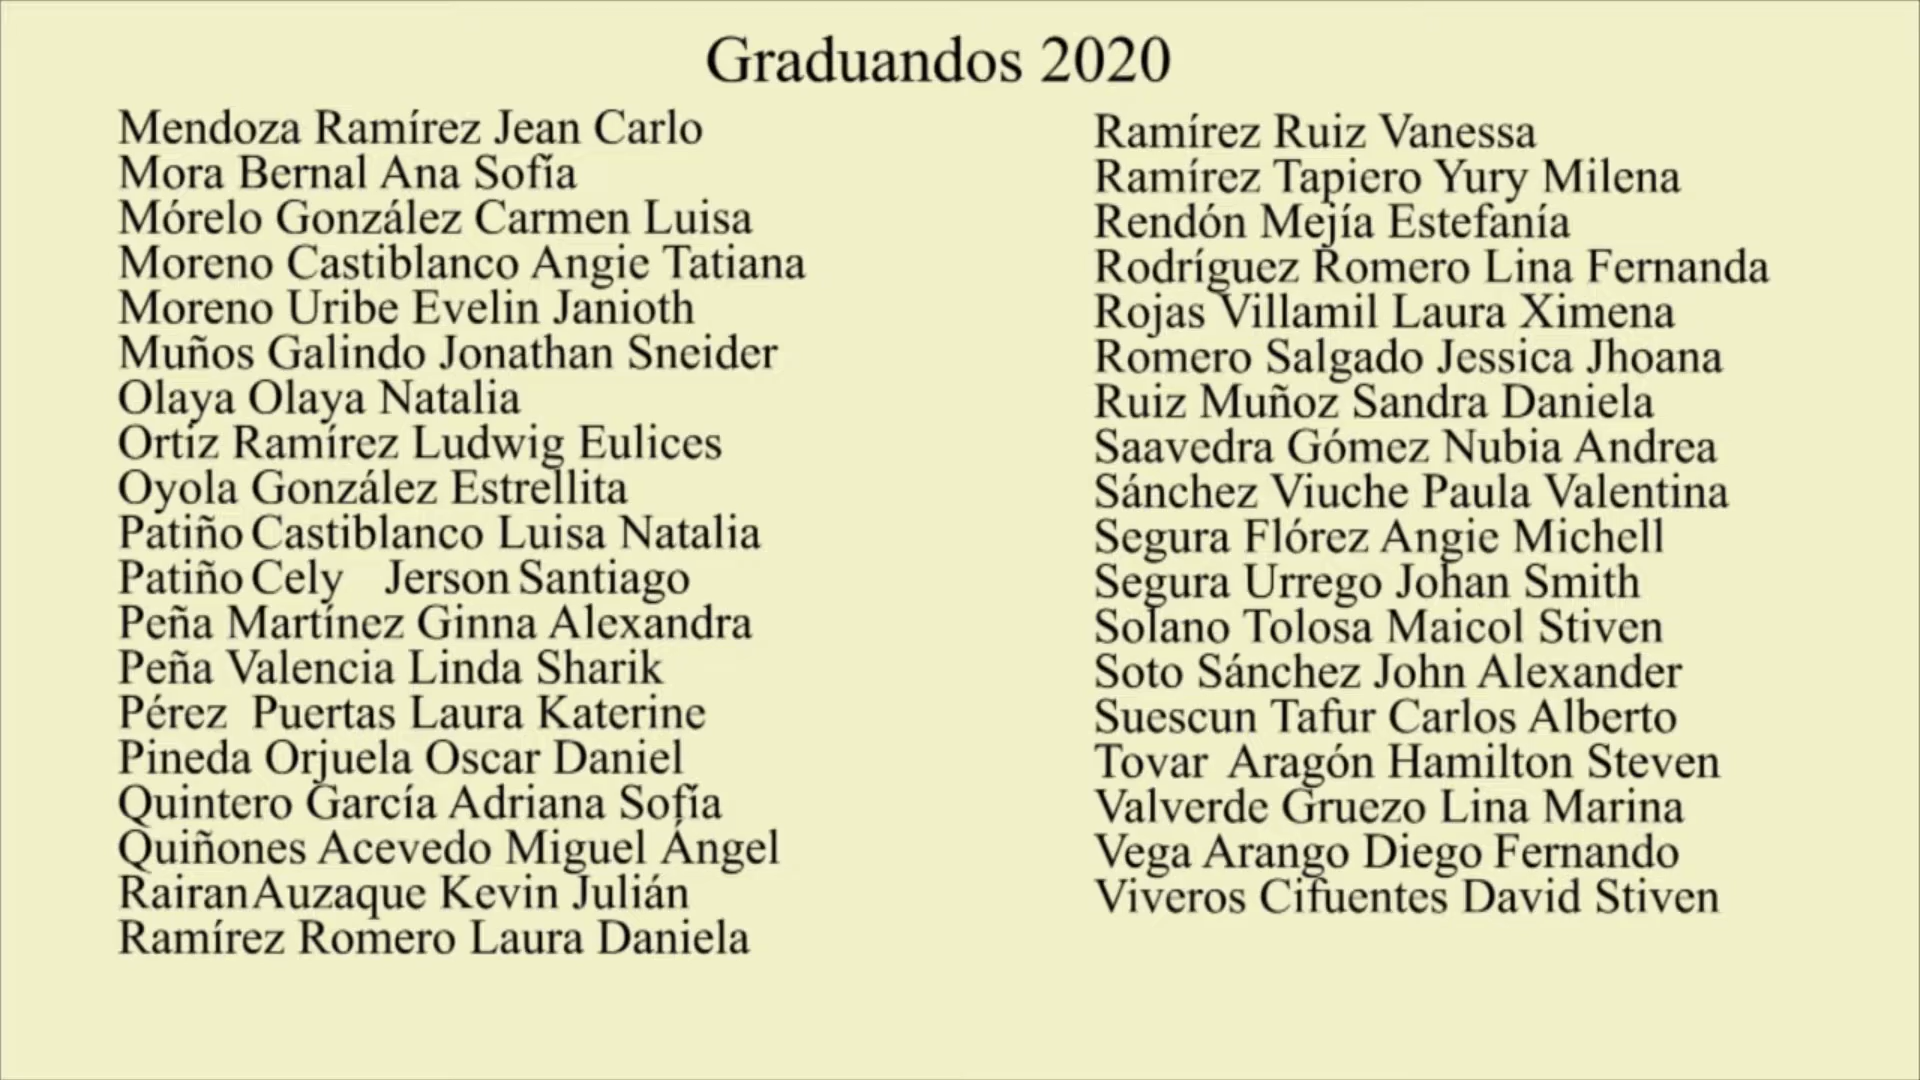 Graduandos 2020
Mendoza Ramírez Jean Carlo
Mora Bernal Ana Sofía
Mórelo González Carmen Luisa
Moreno Castiblanco Angie Tatiana
Moreno Uribe Evelin Janioth
Muños Galindo Jonathan Sneider
Olaya Olaya Natalia
Ortiz Ramírez Ludwig Eulices
Oyola González Estrellita
Patiño Castiblanco Luisa Natalia
Patiño Cely Jerson Santiago
Peña Martínez Ginna Alexandra
Peña Valencia Linda Sharik
Pérez Puertas Laura Katerine
Pineda Orjuela Oscar Daniel
Quintero García Adriana Sofía
Quiñones Acevedo Miguel Ángel
Rairan Auzaque Kevin Julián
Ramírez Romero Laura Daniela
Ramírez Ruiz Vanessa
Ramírez Tapiero Yury Milena
Rendón Mejía Estefanía
Rodríguez Romero Lina Fernanda
Rojas Villamil Laura Ximena
Romero Salgado Jessica Jhoana
Ruiz Muñoz Sandra Daniela
Saavedra Gómez Nubia Andrea
Sánchez Viuche Paula Valentina
Segura Flórez Angie Michell
Segura Urrego Johan Smith
Solano Tolosa Maicol Stiven
Soto Sánchez John Alexander
Suescun Tafur Carlos Alberto
Tovar Aragón Hamilton Steven
Valverde Gruezo Lina Marina
Vega Arango Diego Fernando
Viveros Cifuentes David Stiven